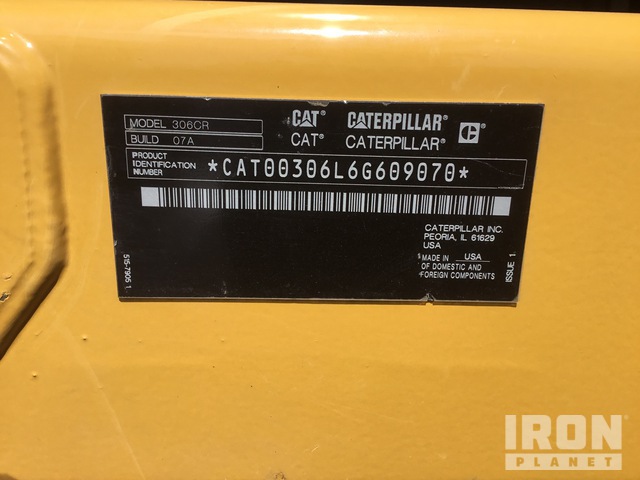 MODEL 306CR
BUILD 07A
CAT CATERPILLAR C
CAT CATERPILLAR
PRODUCT
IDENTIFICATION
NUMBER
*CAT00306L6G609070*
CATERPILLAR INC.
PEORIA, IL 61629
USA
MADE IN USA
OF DOMESTIC AND
FOREIGN COMPONENTS
515-7905 1
ISSUE 1
IRON
PLANET